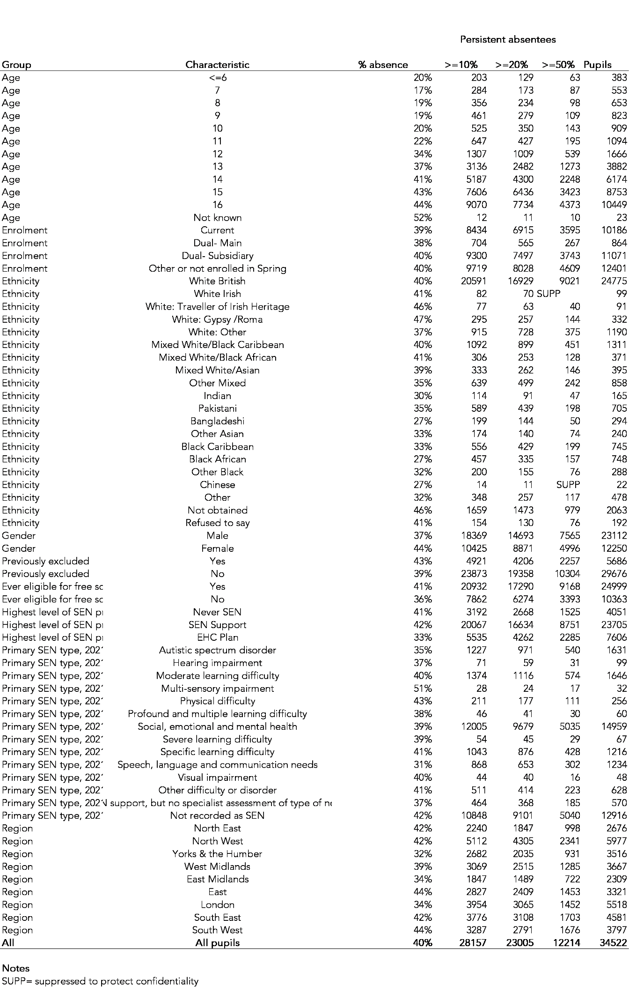 Persistent absentees
Group Characteristic % absence >=10% >=20% >=50% Pupils
Age <=6 20% 203 129 63 383
Age 7 17% 284 173 87 553
Age 8 19% 356 234 98 653
Age 9 19% 461 279 109 823
Age 10 20% 525 350 143 909
Age 11 22% 647 427 195 1094
Age 12 34% 1307 1009 539 1666
Age 13 37% 3136 2482 1273 3882
Age 14 41% 5187 4300 2248 6174
Age 15 43% 7606 6436 3423 8753
Age 16 44% 9070 7734 4373 10449
Age Not known 52% 12 11 10 23
Enrolment Current 39% 8434 6915 3595 10186
Enrolment Dual- Main 38% 704 565 267 864
Enrolment Dual- Subsidiary 40% 9300 7497 3743 11071
Enrolment Other or not enrolled in Spring 40% 9719 8028 4609 12401
Ethnicity White British 40% 20591 16929 9021 24775
Ethnicity White Irish 41% 82 70 SUPP 99
Ethnicity White: Traveller of Irish Heritage 46% 77 63 40 91
Ethnicity White: Gypsy /Roma 47% 295 257 144 332
Ethnicity White: Other 37% 915 728 375 1190
Ethnicity Mixed White/Black Caribbean 40% 1092 899 451 1311
Ethnicity Mixed White/Black African 41% 306 253 128 371
Ethnicity Mixed White/Asian 39% 333 262 146 395
Ethnicity Other Mixed 35% 639 499 242 858
Ethnicity Indian 30% 114 91 47 165
Ethnicity Pakistani 35% 589 439 198 705
Ethnicity Bangladeshi 27% 199 144 50 294
Ethnicity Other Asian 33% 174 140 74 240
Ethnicity Black Caribbean 33% 556 429 199 745
Ethnicity Black African 27% 457 335 157 748
Ethnicity Other Black 32% 200 155 76 288
Ethnicity Chinese 27% 14 11 SUPP 22
Ethnicity Other 32% 348 257 117 478
Ethnicity Not obtained 46% 1659 1473 979 2063
Ethnicity Refused to say 41% 154 130 76 192
Gender Male 37% 18369 14693 7565 23112
Gender Female 44% 10425 8871 4996 12250
Previously excluded Yes 43% 4921 4206 2257 5686
Previously excluded No 39% 23873 19358 10304 29676
Ever eligible for free sc Yes 41% 20932 17290 9168 24999
Ever eligible for free sc No 36% 7862 6274 3393 10363
Highest level of SEN pr Never SEN 41% 3192 2668 1525 4051
Highest level of SEN pr SEN Support 42% 20067 16634 8751 23705
Highest level of SEN pr EHC Plan 33% 5535 4262 2285 7606
Primary SEN type, 202 Autistic spectrum disorder 35% 1227 971 540 1631
Primary SEN type, 202 Hearing impairment 37% 71 59 31 99
Primary SEN type, 202 Moderate learning difficulty 40% 1374 1116 574 1646
Primary SEN type, 202 Multi-sensory impairment 51% 28 24 17 32
Primary SEN type, 202 Physical difficulty 43% 211 177 111 256
Primary SEN type, 202 Profound and multiple learning difficulty 38% 46 41 30 60
Primary SEN type, 202 Social, emotional and mental health 39% 12005 9679 5035 14959
Primary SEN type, 202 Severe learning difficulty 39% 54 45 29 67
Primary SEN type, 202 Specific learning difficulty 41% 1043 876 428 1216
Primary SEN type, 202 Speech, language and communication needs 31% 868 653 302 1234
Primary SEN type, 202 Visual impairment 40% 44 40 16 48
Primary SEN type, 202 Other difficulty or disorder 41% 511 414 223 628
Primary SEN type, 202 support, but no specialist assessment of type of ne 37% 464 368 185 570
Primary SEN type, 202 Not recorded as SEN 42% 10848 9101 5040 12916
Region North East 42% 2240 1847 998 2676
Region North West 42% 5112 4305 2341 5977
Region Yorks & the Humber 32% 2682 2035 931 3516
Region West Midlands 39% 3069 2515 1285 3667
Region East Midlands 34% 1847 1489 722 2309
Region East 44% 2827 2409 1453 3321
Region London 34% 3954 3065 1452 5518
Region South East 42% 3776 3108 1703 4581
Region South West 44% 3287 2791 1676 3797
All All pupils 40% 28157 23005 12214 34522
Notes
SUPP= suppressed to protect confidentiality